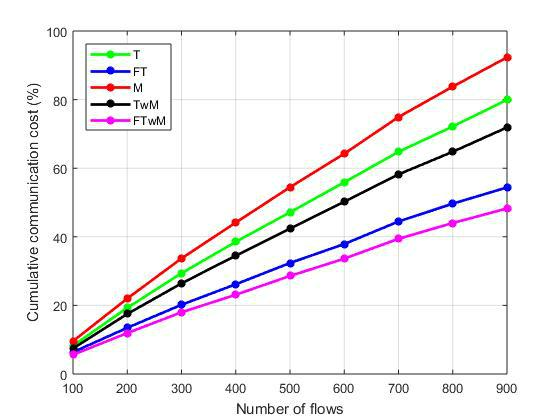 100
80
60
40
20
0
Cumulative communication cost (%)
T
FT
M
TwM
FTwM
100 200 300 400 500 600 700 800 900
Number of flows